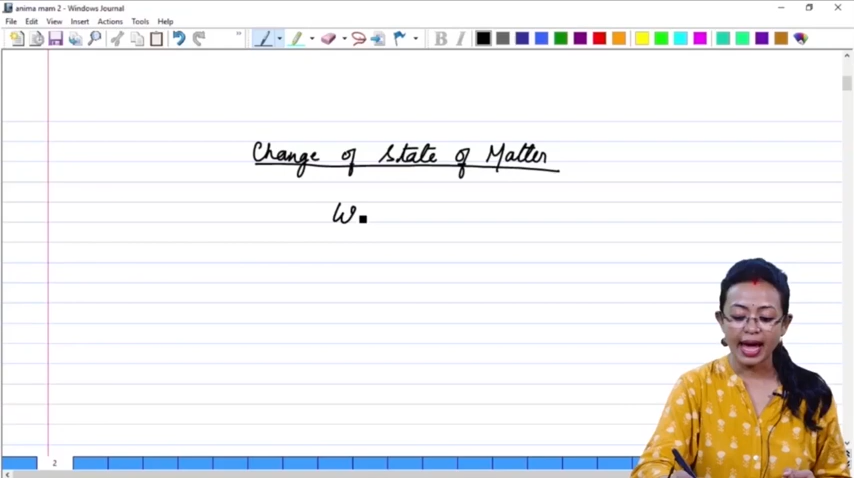 anima mam 2 - Windows Journal
File Edit View Insert Actions Tools Help
B I
Change of State of Matter
W
2